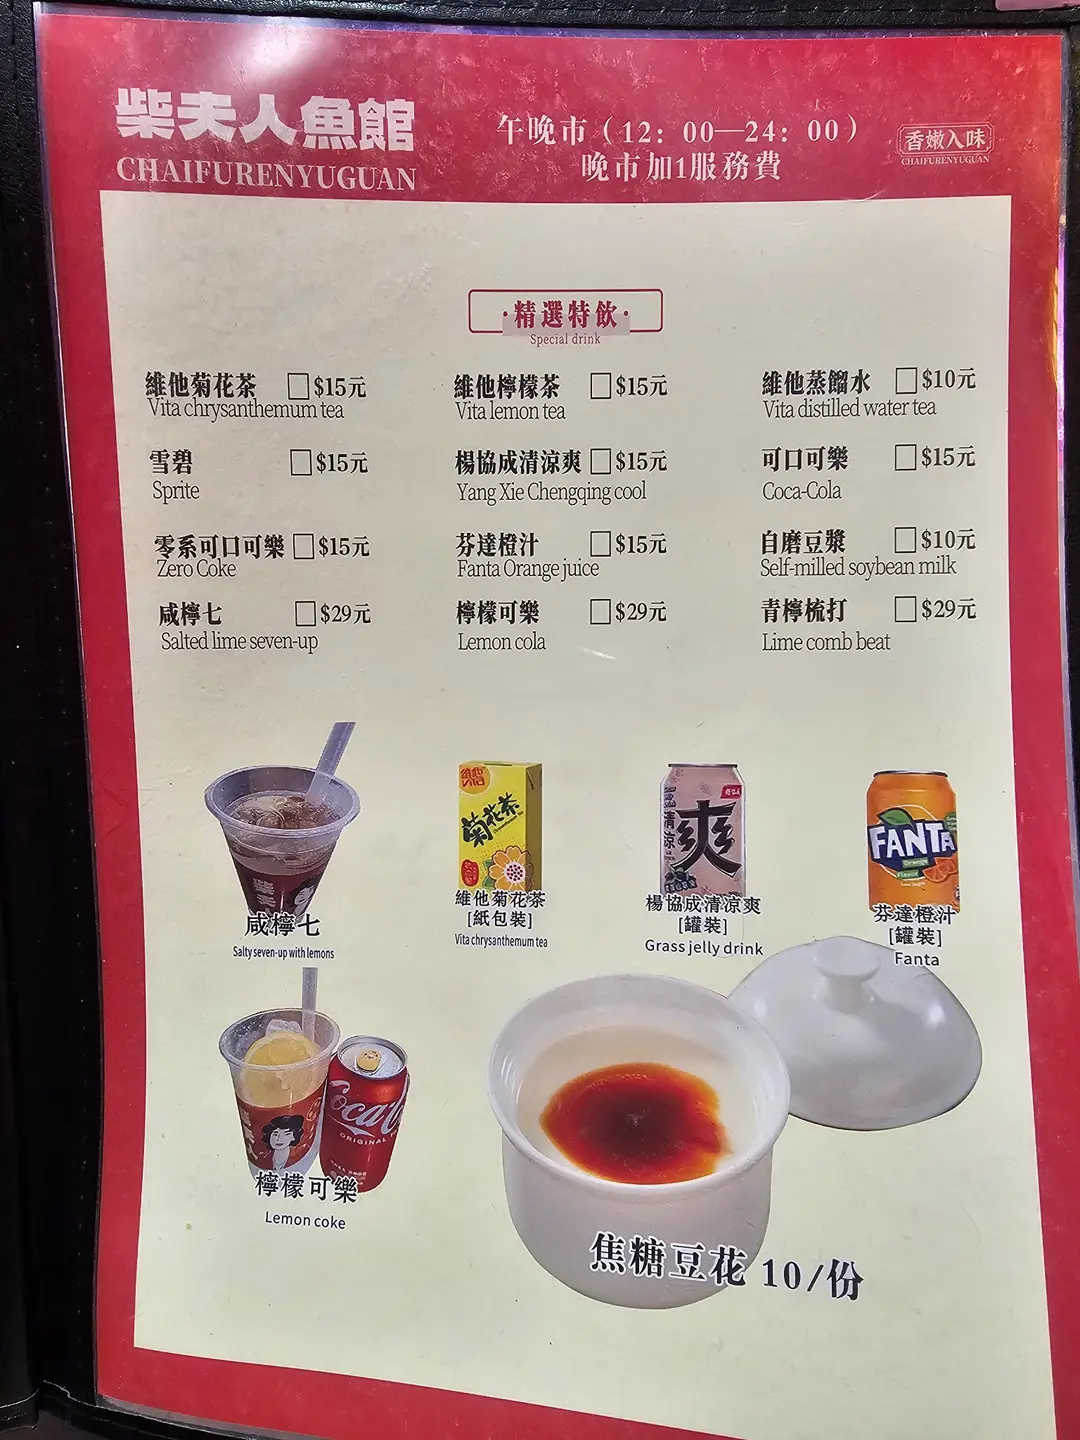 柴夫人魚館
CHAIFURENYUGUAN
午晚市（12：00—24：00）
晚市加1服務費
香嫩入味
CHAIFURENYUGUAN
·精選特飲·
Special drink
維他菊花茶 □$15元
Vita chrysanthemum tea
維他檸檬茶 □$15元
Vita lemon tea
維他蒸餾水 □$10元
Vita distilled water tea
雪碧 □$15元
Sprite
楊協成清涼爽 □$15元
Yang Xie Chengqing cool
可口可樂 □$15元
Coca-Cola
零系可口可樂 □$15元
Zero Coke
芬達橙汁 □$15元
Fanta Orange juice
自磨豆漿 □$10元
Self-milled soybean milk
咸檸七 □$29元
Salted lime seven-up
檸檬可樂 □$29元
Lemon cola
青檸梳打 □$29元
Lime comb beat
咸檸七
Salty seven-up with lemons
菊花茶
維他菊花茶
[紙包裝]
Vita chrysanthemum tea
清涼
爽
楊協成清涼爽
[罐裝]
Grass jelly drink
FANTA
Orange
芬達橙汁
[罐裝]
Fanta
Coca-
ORIGINAL
檸檬可樂
Lemon coke
焦糖豆花 10/份